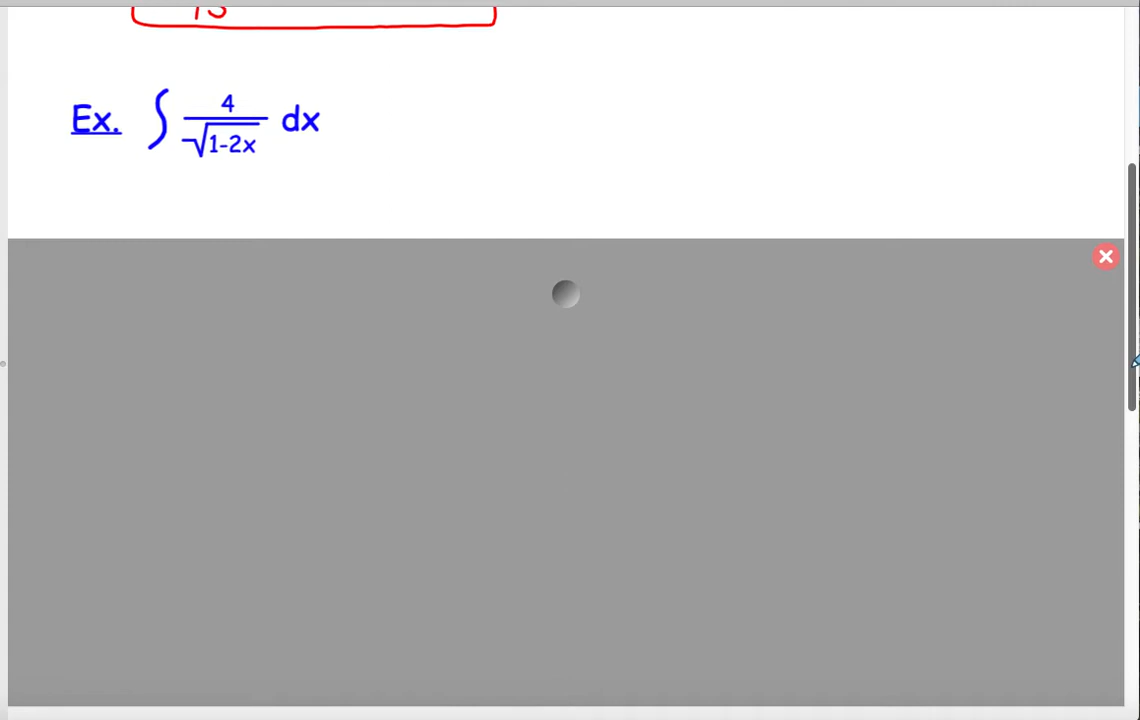 Ex. ∫ 4/√(1-2x) dx